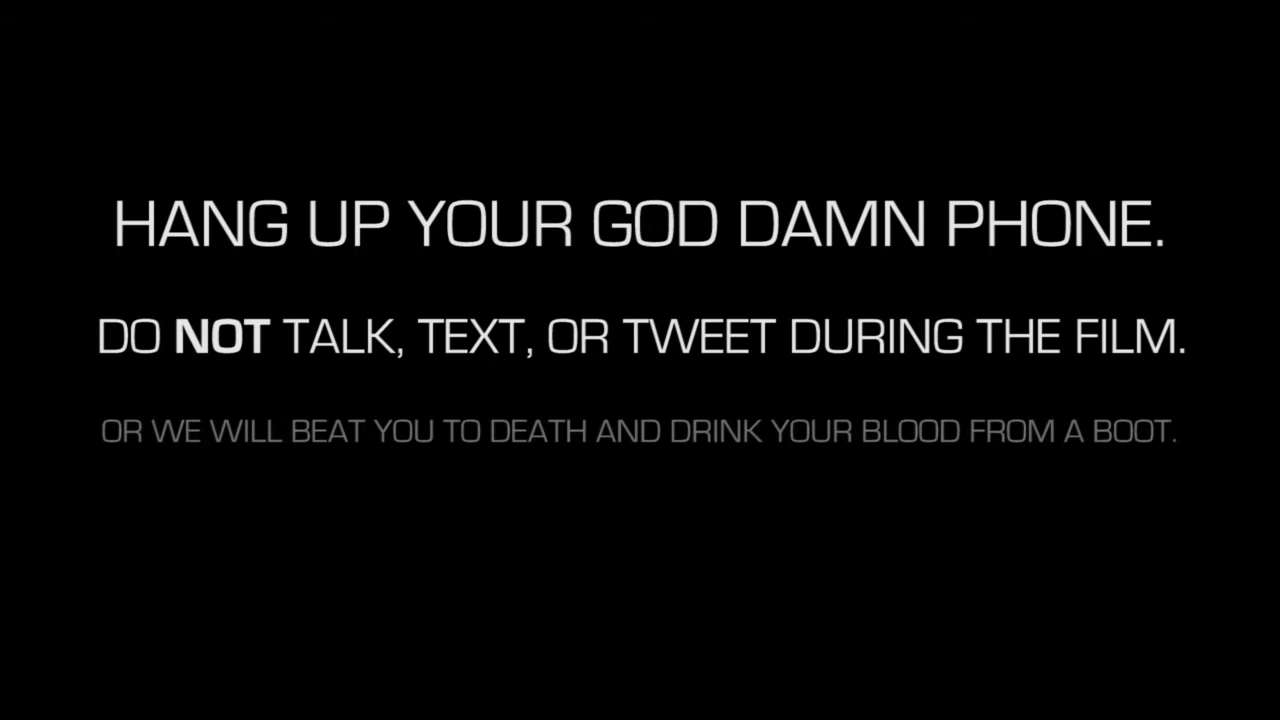 HANG UP YOUR GOD DAMN PHONE.
DO NOT TALK, TEXT, OR TWEET DURING THE FILM.
OR WE WILL BEAT YOU TO DEATH AND DRINK YOUR BLOOD FROM A BOOT.